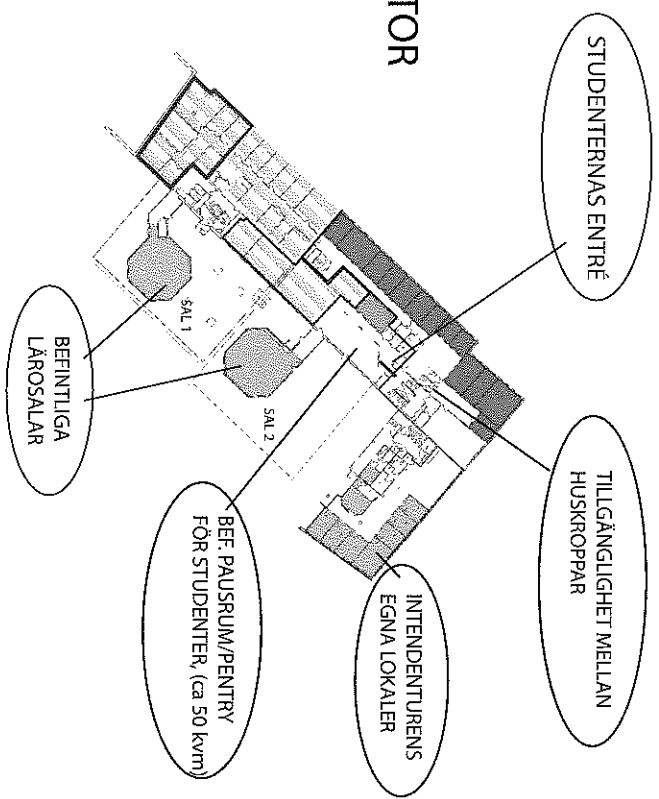 TOR
STUDENTERNAS ENTRÉ
TILLGÄNGLIGHET MELLAN
HUSKROPPAR
INTENDENTURENS
EGNA LOKALER
BEF. PAUSRUM/PENTRY
FÖR STUDENTER, (ca 50 kvm)
BEFINTLIGA
LÄROSALAR
SAL 1
SAL 2